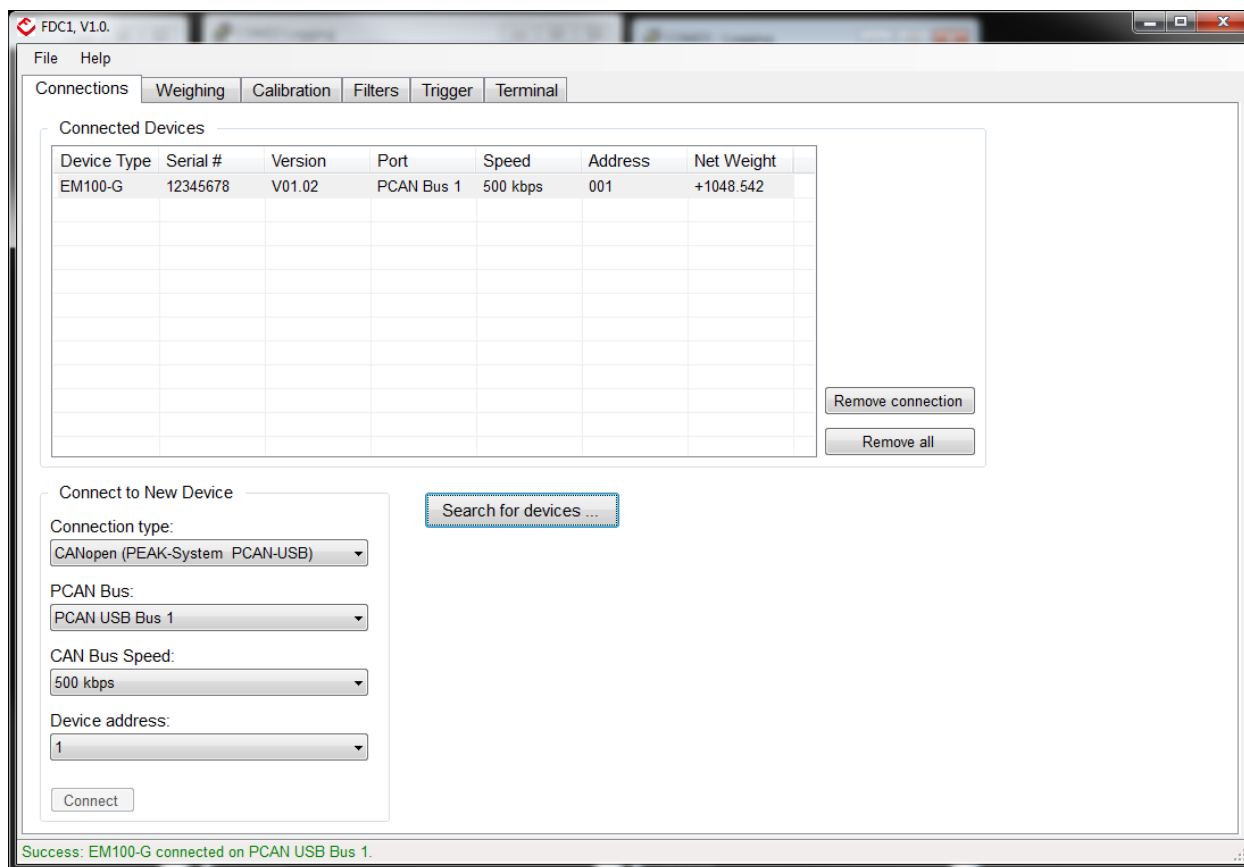 FDC1, V1.0.
File Help
Connections Weighing Calibration Filters Trigger Terminal
Connected Devices
Device Type Serial # Version Port Speed Address Net Weight
EM100-G 12345678 V01.02 PCAN Bus 1 500 kbps 001 +1048.542
Remove connection
Remove all
Connect to New Device
Search for devices ...
Connection type:
CANopen (PEAK-System PCAN-USB)
PCAN Bus:
PCAN USB Bus 1
CAN Bus Speed:
500 kbps
Device address:
1
Connect
Success: EM100-G connected on PCAN USB Bus 1.